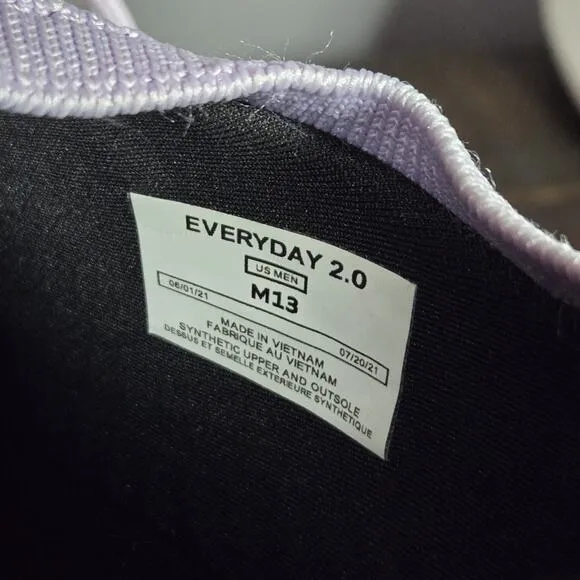 EVERYDAY 2.0
US MEN
M13
06/01/21
07/20/21
MADE IN VIETNAM
FABRIQUE AU VIETNAM
SYNTHETIC UPPER AND OUTSOLE
DESSUS ET SEMELLE EXTERIEURE SYNTHETIQUE